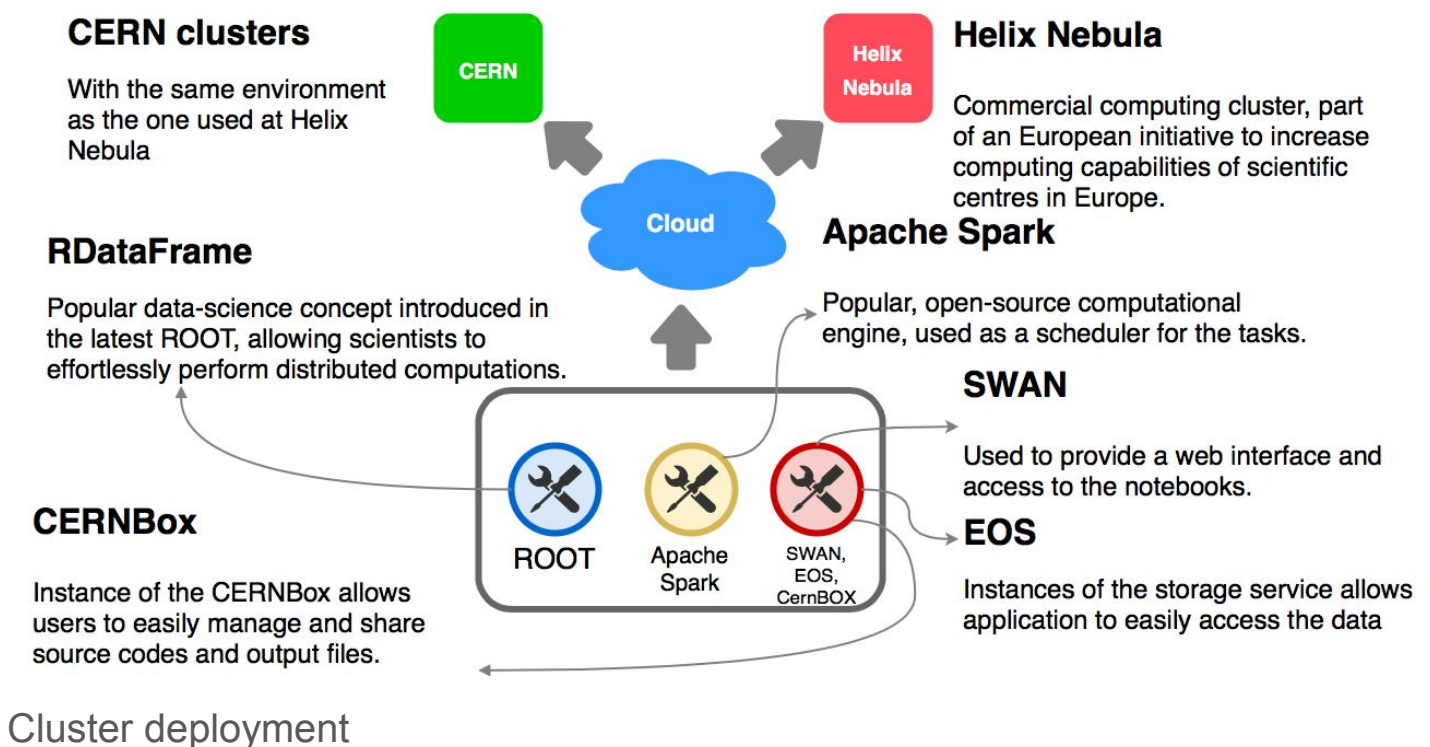 CERN clusters
With the same environment
as the one used at Helix
Nebula
CERN
Helix
Nebula
Helix Nebula
Commercial computing cluster, part
of an European initiative to increase
computing capabilities of scientific
centres in Europe.
Cloud
RDataFrame
Popular data-science concept introduced in
the latest ROOT, allowing scientists to
effortlessly perform distributed computations.
Apache Spark
Popular, open-source computational
engine, used as a scheduler for the tasks.
SWAN
Used to provide a web interface and
access to the notebooks.
ROOT
Apache
Spark
SWAN,
EOS,
CernBOX
CERNBox
Instance of the CERNBox allows
users to easily manage and share
source codes and output files.
EOS
Instances of the storage service allows
application to easily access the data
Cluster deployment